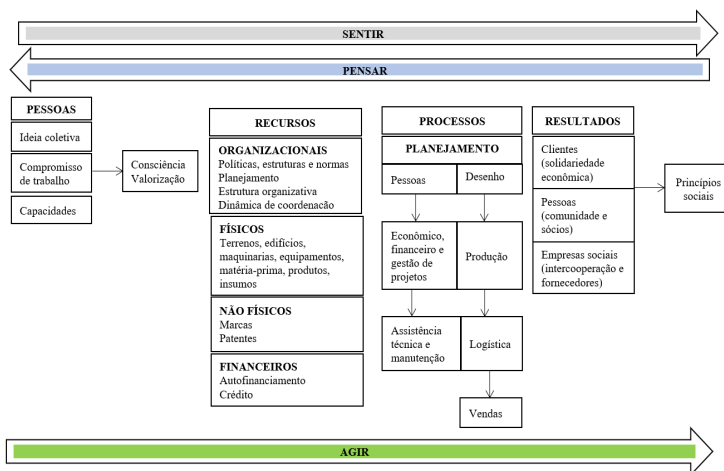 SENTIR
PENSAR
PESSOAS
Ideia coletiva
Compromisso
de trabalho
Capacidades
Consciência
Valorização
RECURSOS
ORGANIZACIONAIS
Políticas, estruturas e normas
Planejamento
Estrutura organizativa
Dinâmica de coordenação
FÍSICOS
Terrenos, edifícios,
maquinarias, equipamentos,
matéria-prima, produtos,
insumos
NÃO FÍSICOS
Marcas
Patentes
FINANCEIROS
Autofinanciamento
Crédito
PROCESSOS
PLANEJAMENTO
Pessoas
Desenho
Econômico,
financeiro e
gestão de
projetos
Produção
Assistência
técnica e
manutenção
Logística
Vendas
RESULTADOS
Clientes
(solidariedade
econômica)
Pessoas
(comunidade e
sócios)
Empresas sociais
(intercooperação e
fornecedores)
Princípios
sociais
AGIR